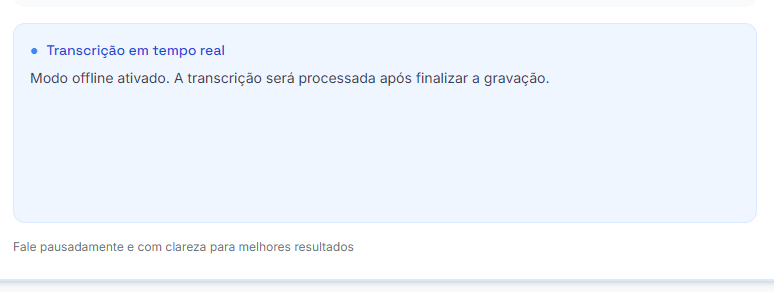 Transcrição em tempo real
Modo offline ativado. A transcrição será processada após finalizar a gravação.
Fale pausadamente e com clareza para melhores resultados